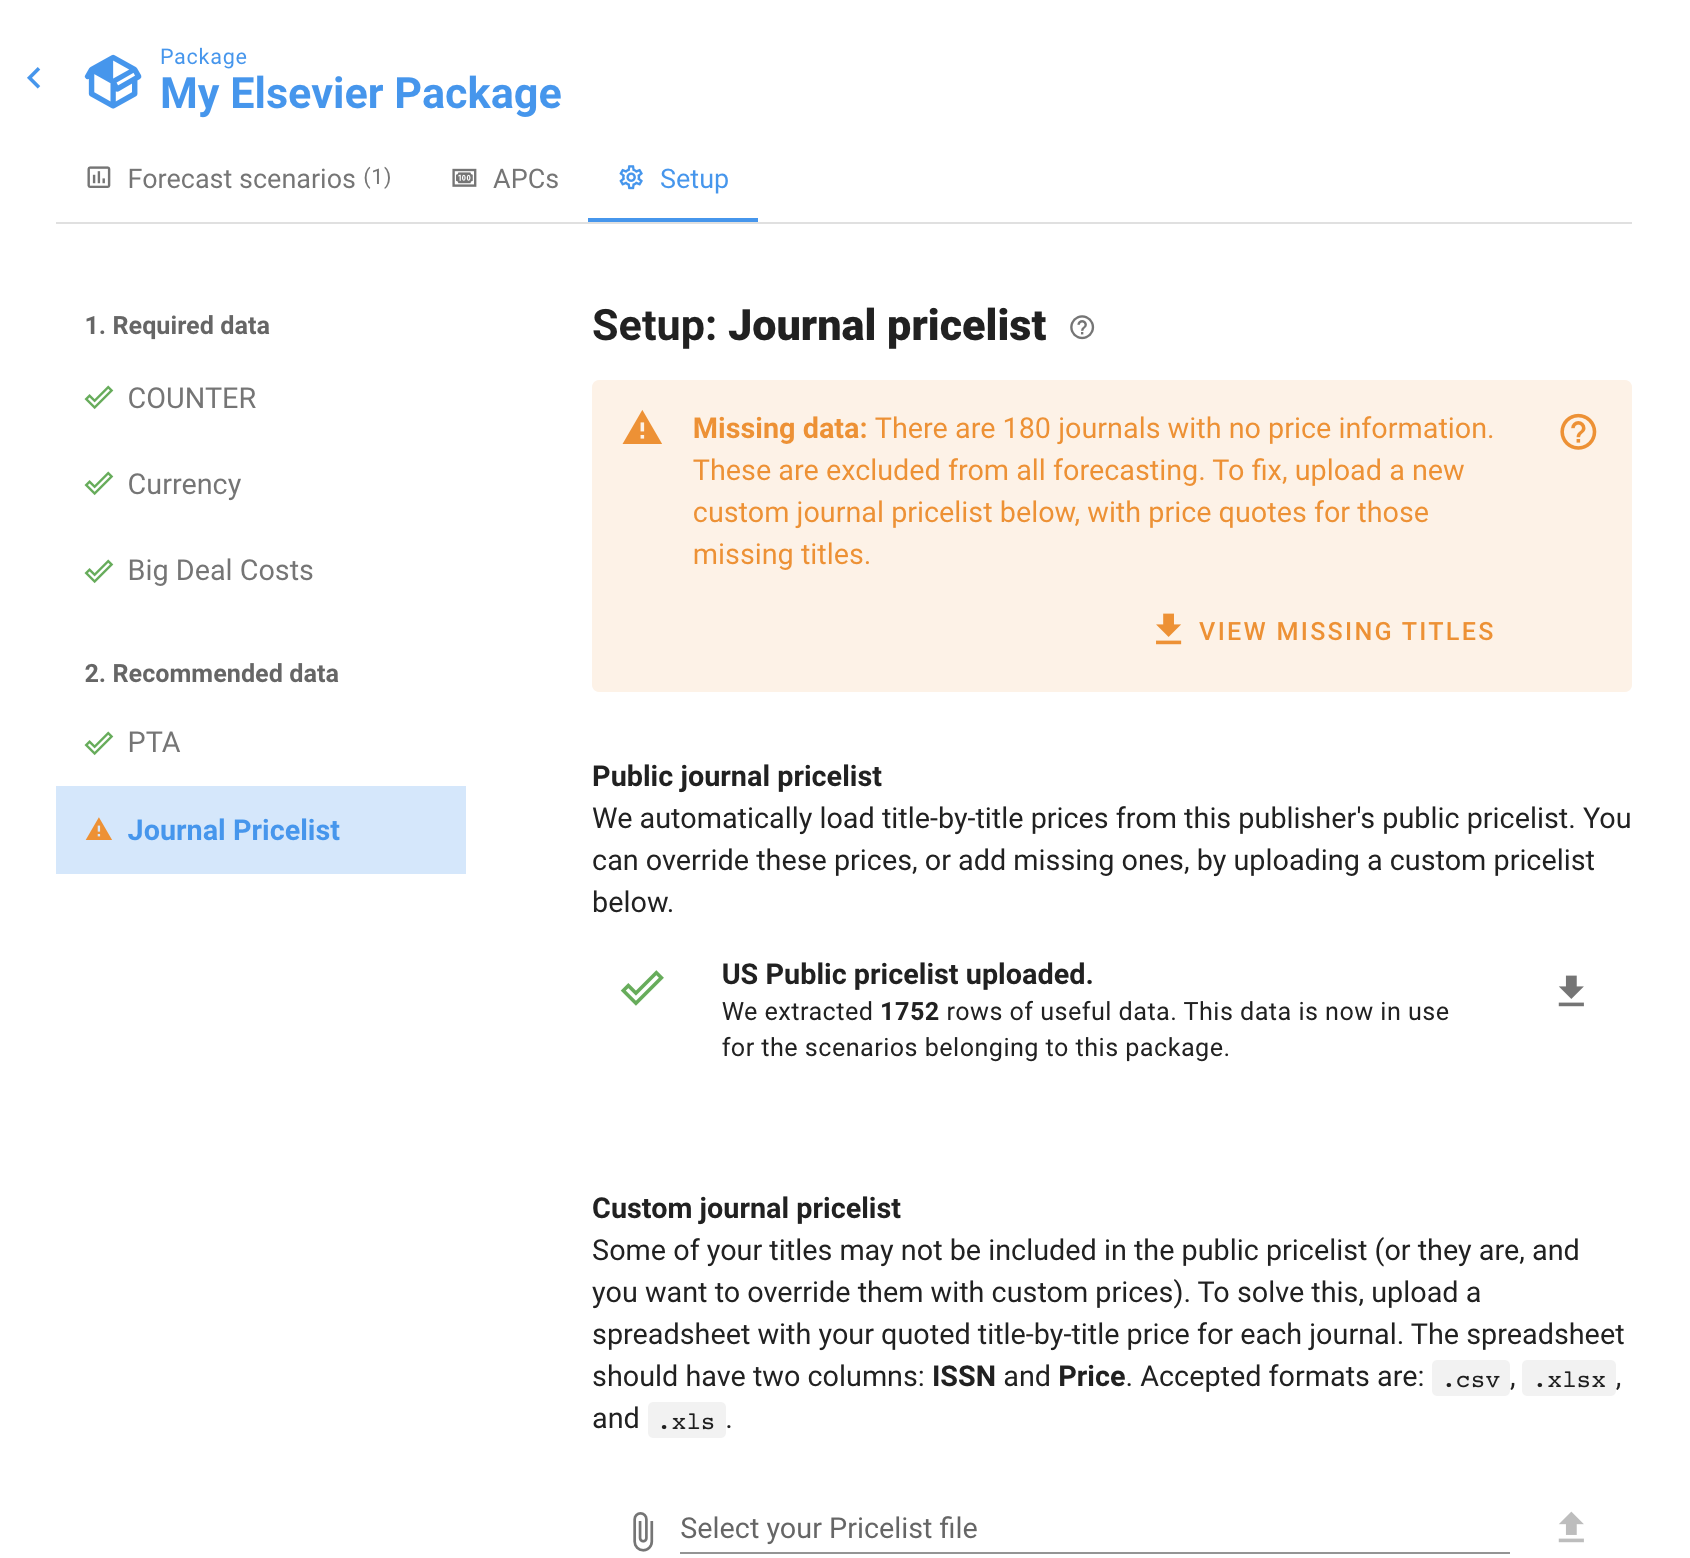 Package
My Elsevier Package
Forecast scenarios (1)
APCs
Setup
1. Required data
COUNTER
Currency
Big Deal Costs
2. Recommended data
PTA
Journal Pricelist
Setup: Journal pricelist
Missing data: There are 180 journals with no price information.
These are excluded from all forecasting. To fix, upload a new
custom journal pricelist below, with price quotes for those
missing titles.
VIEW MISSING TITLES
Public journal pricelist
We automatically load title-by-title prices from this publisher's public pricelist. You
can override these prices, or add missing ones, by uploading a custom pricelist
below.
US Public pricelist uploaded.
We extracted 1752 rows of useful data. This data is now in use
for the scenarios belonging to this package.
Custom journal pricelist
Some of your titles may not be included in the public pricelist (or they are, and
you want to override them with custom prices). To solve this, upload a
spreadsheet with your quoted title-by-title price for each journal. The spreadsheet
should have two columns: ISSN and Price. Accepted formats are: .csv, .xlsx,
and .xls.
Select your Pricelist file